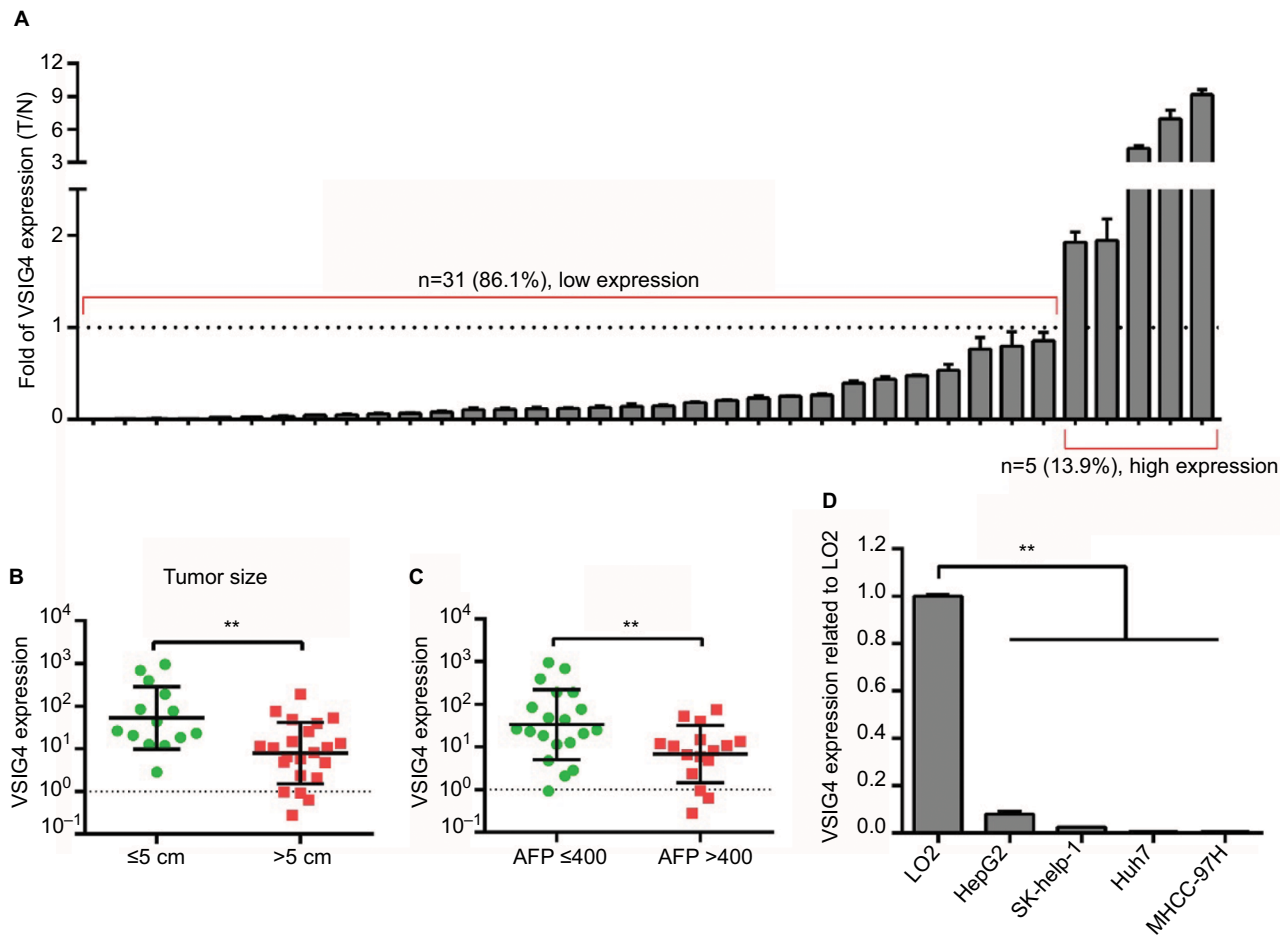 A
Fold of VSIG4 expression (T/N)
12
9
6
3
2
1
0
n=31 (86.1%), low expression
n=5 (13.9%), high expression
B
Tumor size
VSIG4 expression
10⁴
10³
10²
10¹
10⁰
10⁻¹
**
≤5 cm
>5 cm
C
VSIG4 expression
10⁴
10³
10²
10¹
10⁰
10⁻¹
**
AFP ≤400
AFP >400
D
VSIG4 expression related to LO2
1.2
1.0
0.8
0.6
0.4
0.2
0.0
**
LO2
HepG2
SK-help-1
Huh7
MHCC-97H